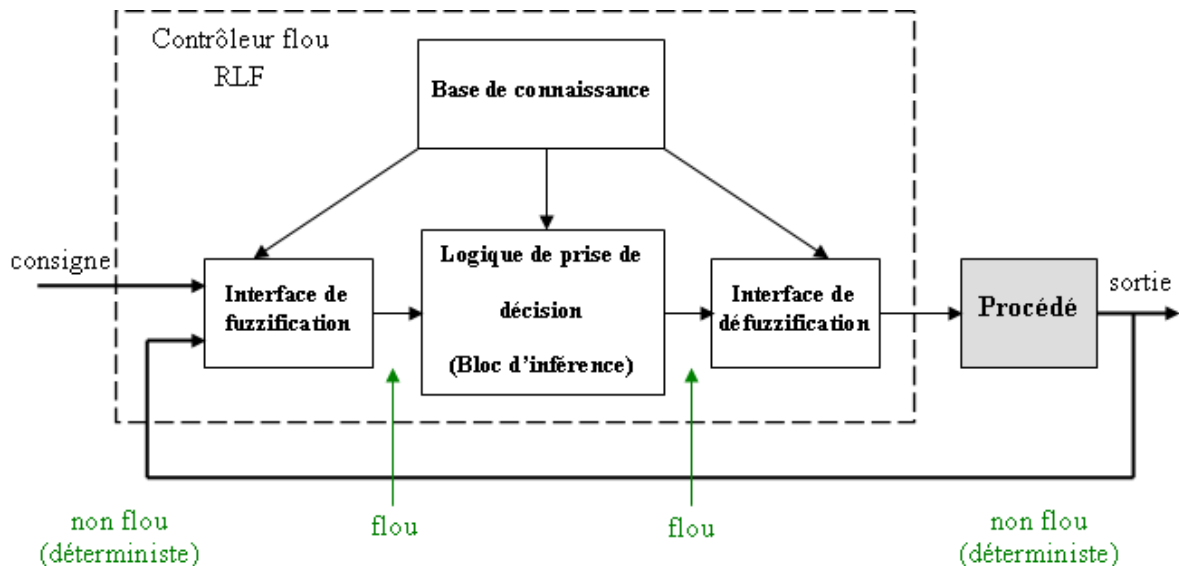 Contrôleur flou
RLF
Base de connaissance
consigne
Interface de
fuzzification
Logique de prise de
décision
(Bloc d'inférence)
Interface de
défuzzification
Procédé
sortie
non flou
(déterministe)
flou
flou
non flou
(déterministe)